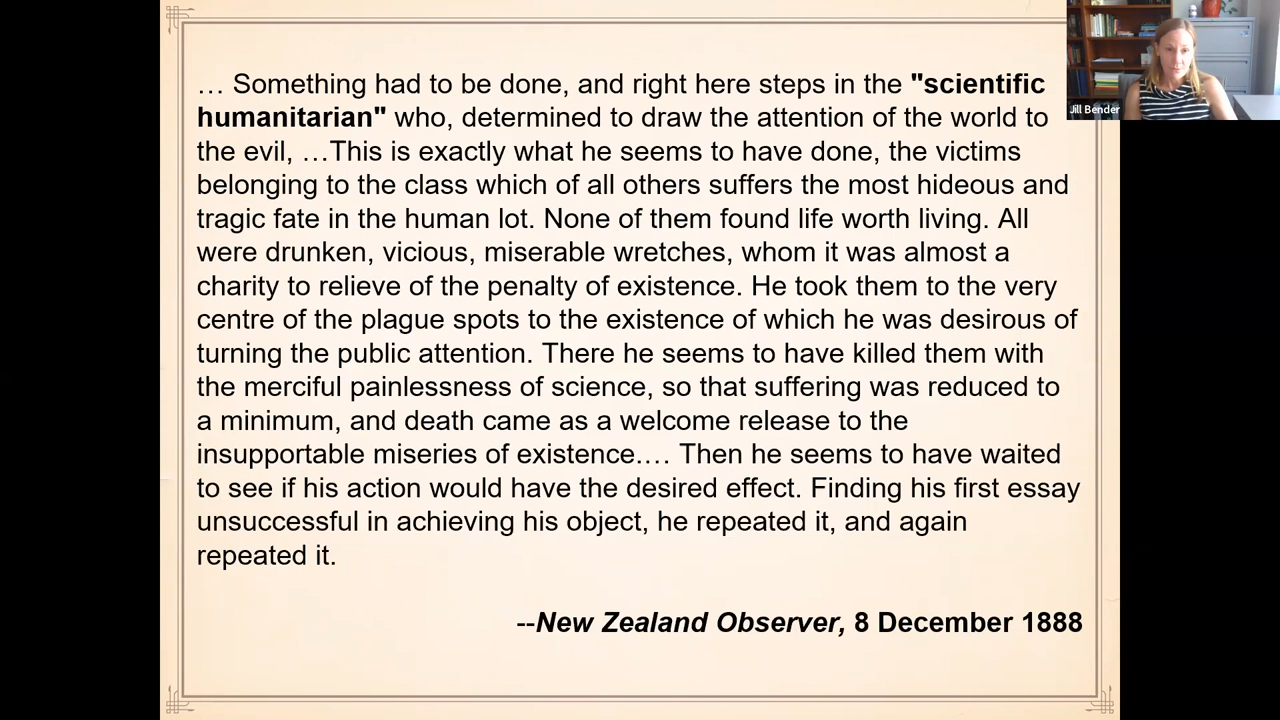 … Something had to be done, and right here steps in the "scientific
humanitarian" who, determined to draw the attention of the world to
the evil, …This is exactly what he seems to have done, the victims
belonging to the class which of all others suffers the most hideous and
tragic fate in the human lot. None of them found life worth living. All
were drunken, vicious, miserable wretches, whom it was almost a
charity to relieve of the penalty of existence. He took them to the very
centre of the plague spots to the existence of which he was desirous of
turning the public attention. There he seems to have killed them with
the merciful painlessness of science, so that suffering was reduced to
a minimum, and death came as a welcome release to the
insupportable miseries of existence.… Then he seems to have waited
to see if his action would have the desired effect. Finding his first essay
unsuccessful in achieving his object, he repeated it, and again
repeated it.
--New Zealand Observer, 8 December 1888
Jill Bender